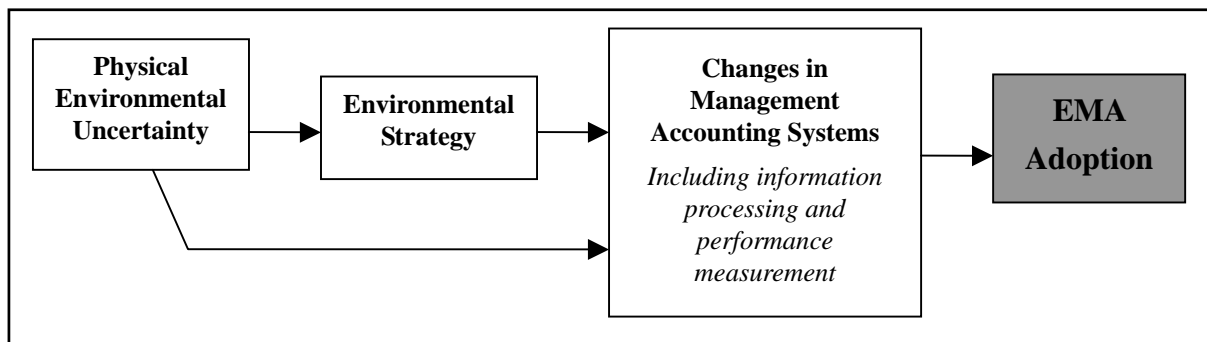 Physical
Environmental
Uncertainty
Environmental
Strategy
Changes in
Management
Accounting Systems
Including information
processing and
performance
measurement
EMA
Adoption